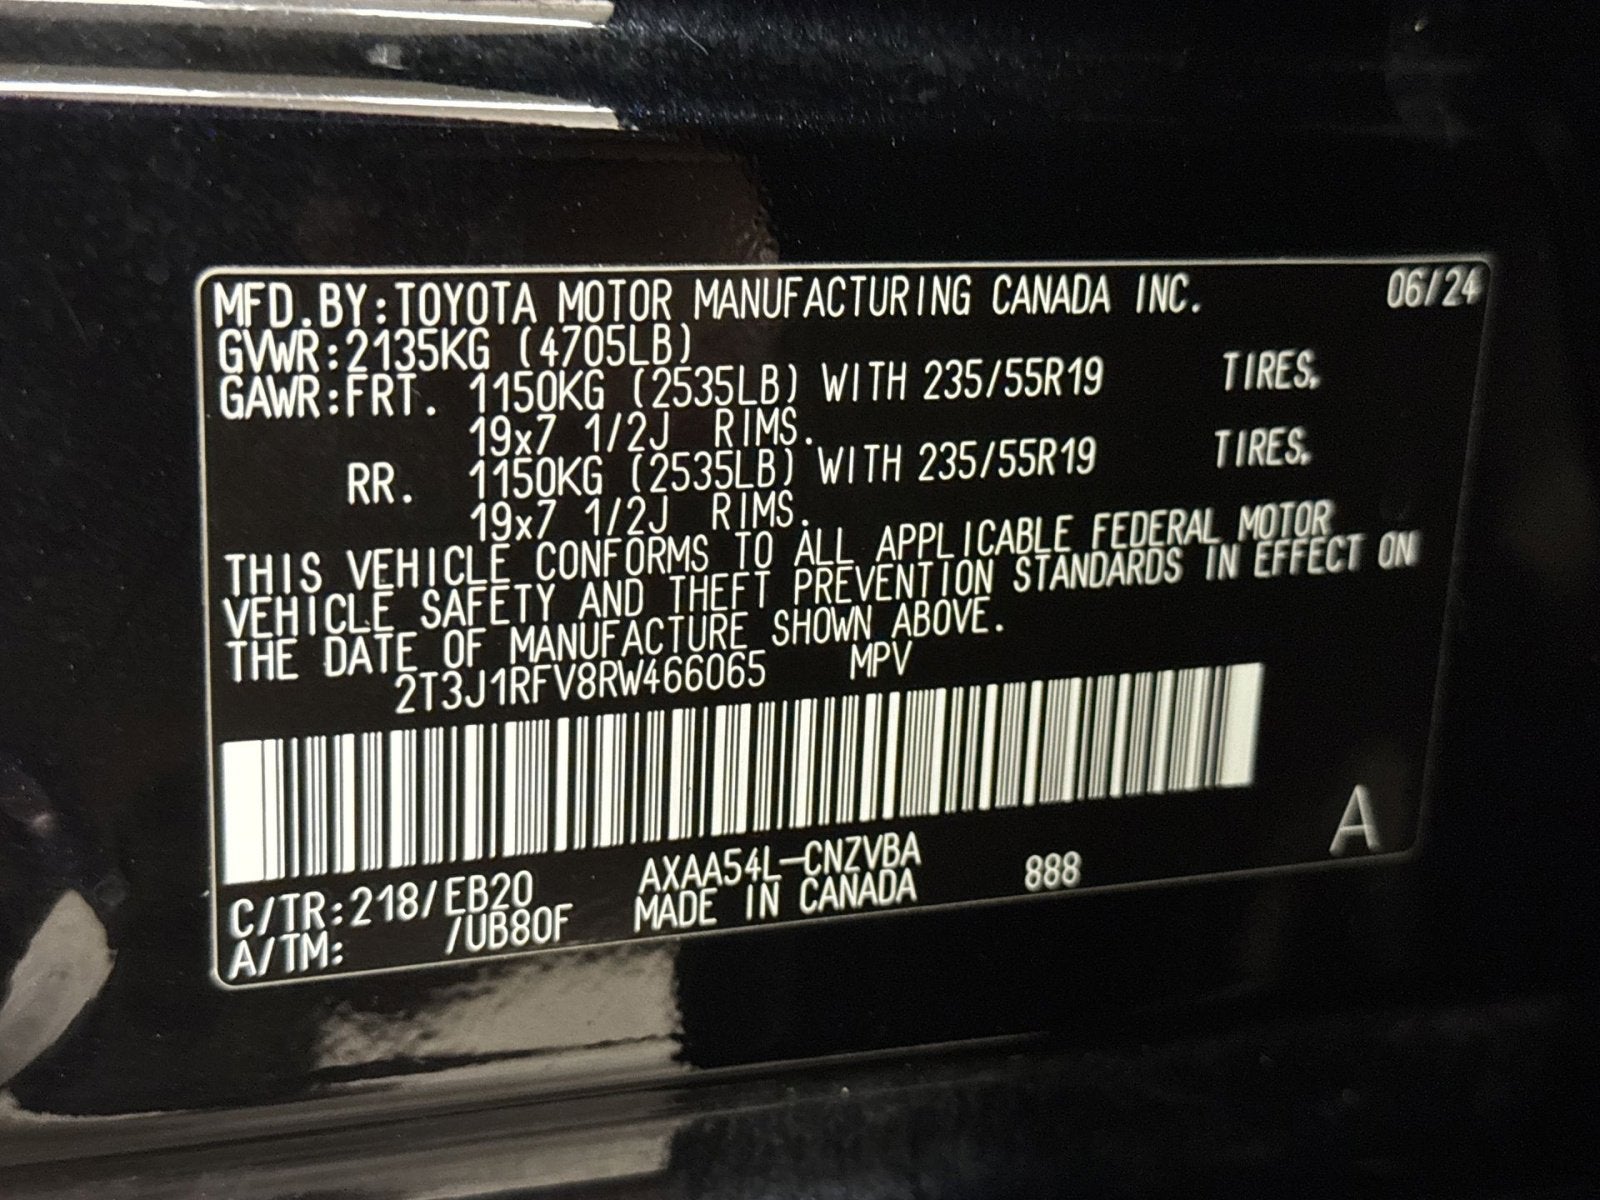 MFD.BY:TOYOTA MOTOR MANUFACTURING CANADA INC. 06/24
GVWR:2135KG (4705LB)
GAWR:FRT. 1150KG (2535LB) WITH 235/55R19 TIRES,
19x7 1/2J RIMS.
RR. 1150KG (2535LB) WITH 235/55R19 TIRES,
19x7 1/2J RIMS.
THIS VEHICLE CONFORMS TO ALL APPLICABLE FEDERAL MOTOR
VEHICLE SAFETY AND THEFT PREVENTION STANDARDS IN EFFECT ON
THE DATE OF MANUFACTURE SHOWN ABOVE.
2T3J1RFV8RW466065 MPV
A
C/TR:218/EB20 AXAA54L-CNZVBA 888
A/TM: /UB80F MADE IN CANADA